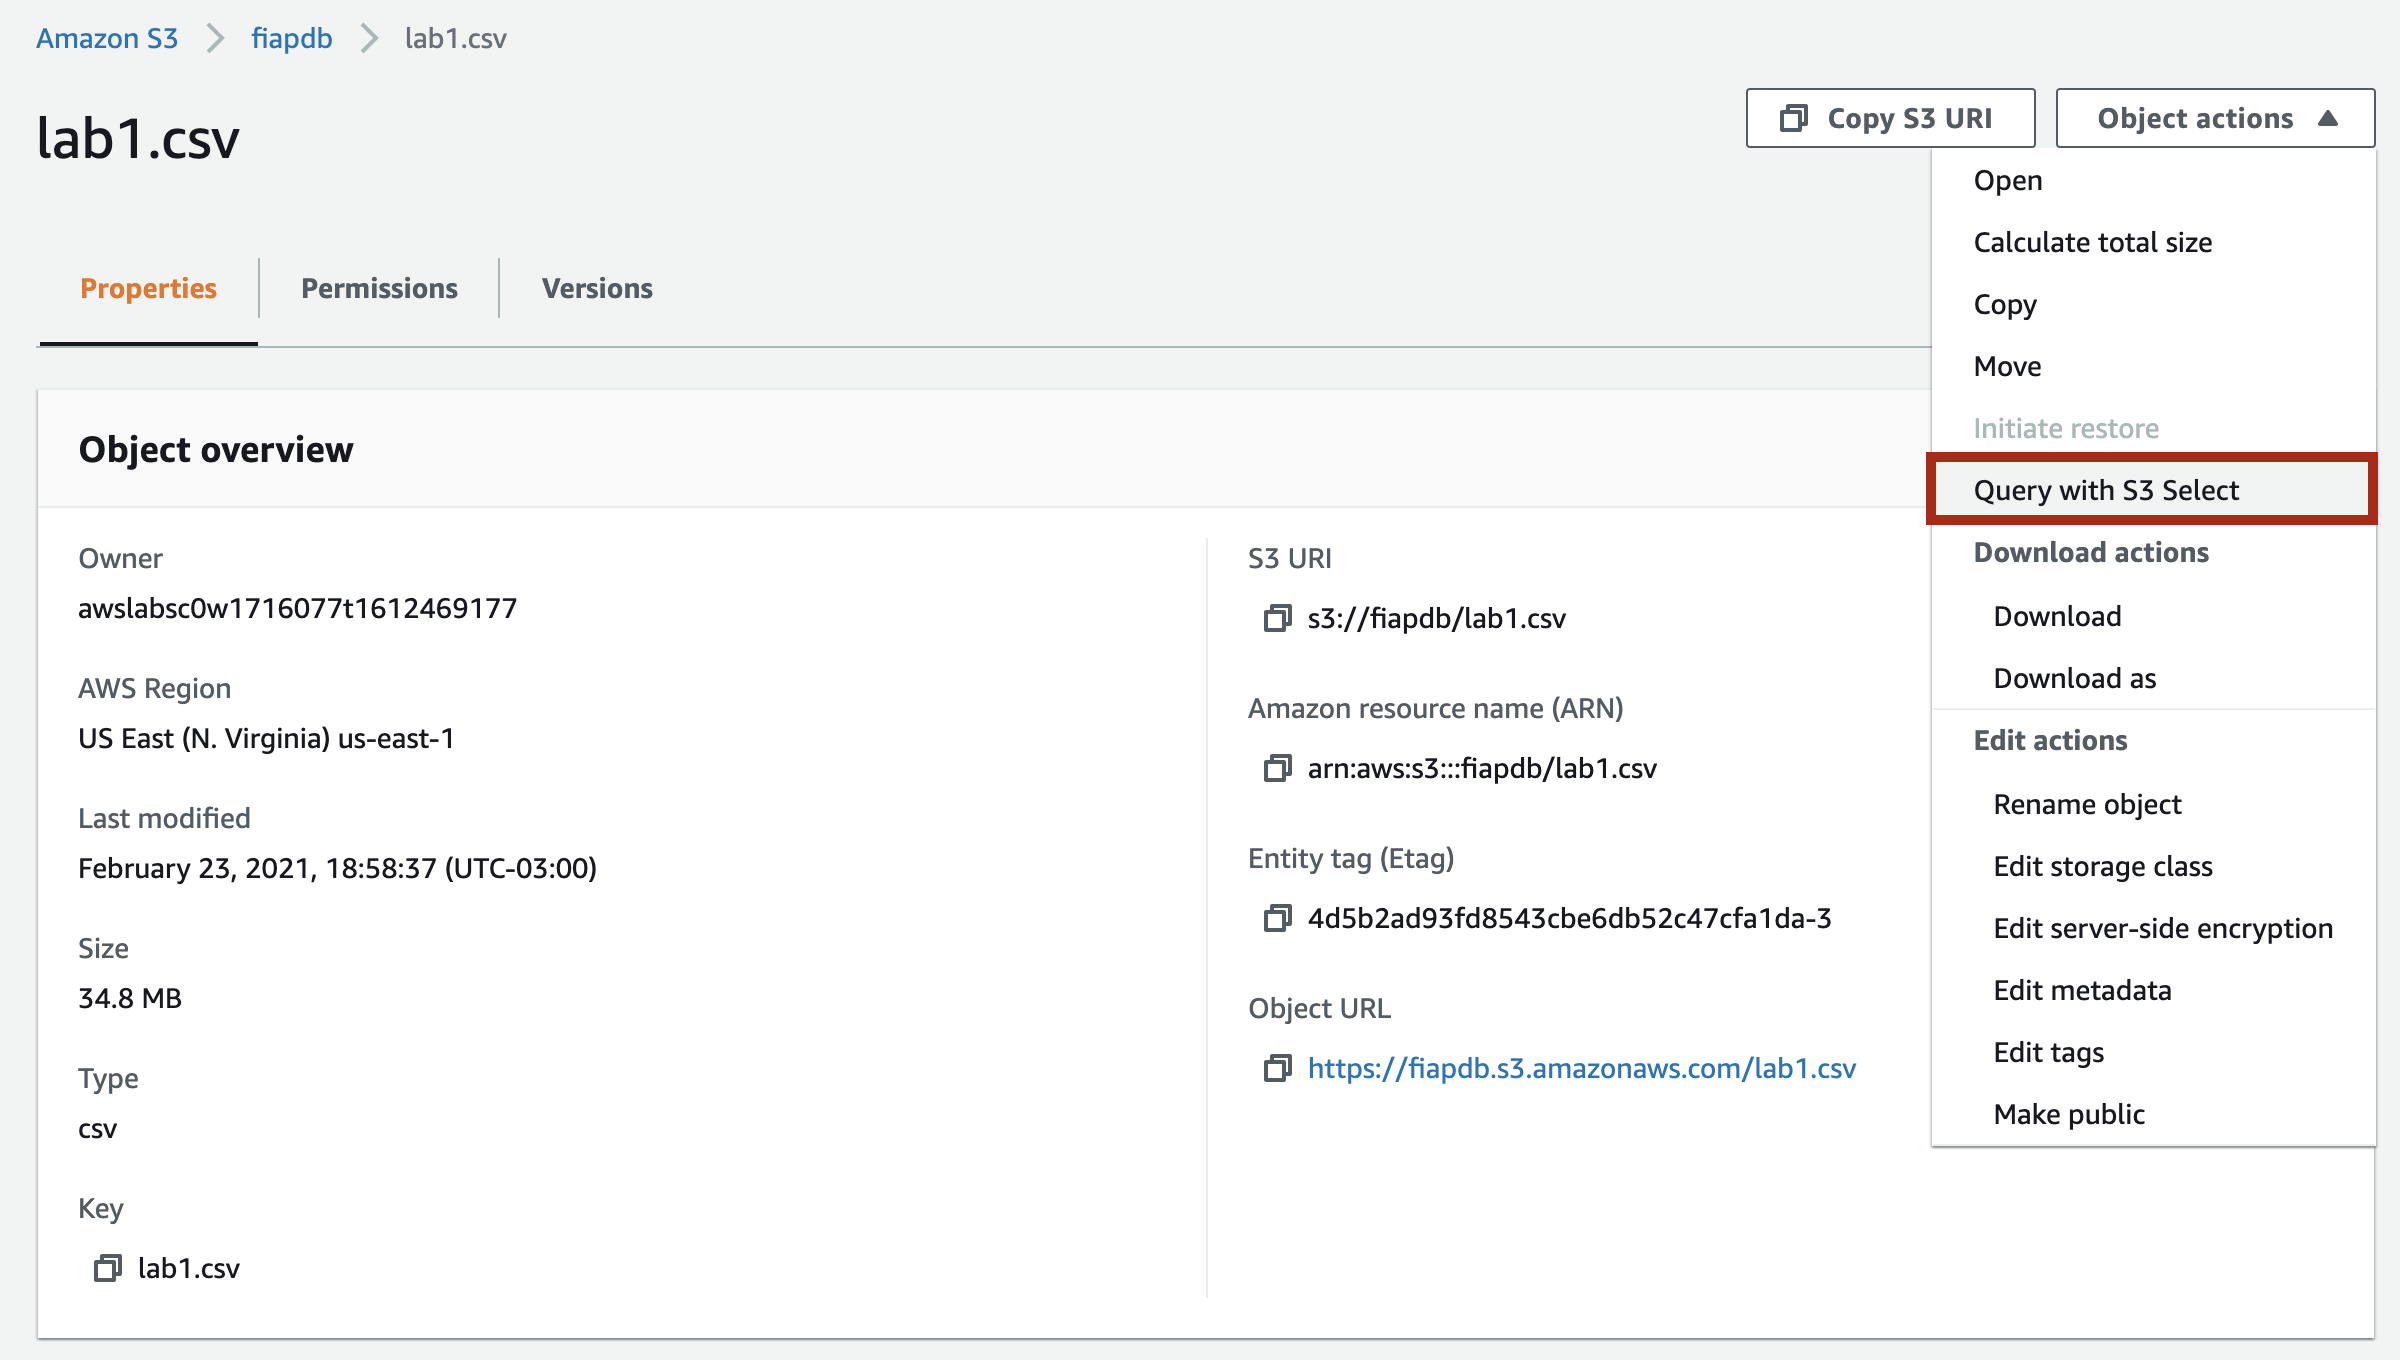 Amazon S3 fiapdb lab1.csv
lab1.csv
Copy S3 URI
Object actions
Open
Calculate total size
Copy
Move
Initiate restore
Query with S3 Select
Download actions
Download
Download as
Edit actions
Rename object
Edit storage class
Edit server-side encryption
Edit metadata
Edit tags
Make public
Properties Permissions Versions
Object overview
Owner
awslabsc0w1716077t1612469177
AWS Region
US East (N. Virginia) us-east-1
Last modified
February 23, 2021, 18:58:37 (UTC-03:00)
Size
34.8 MB
Type
csv
Key
lab1.csv
S3 URI
s3://fiapdb/lab1.csv
Amazon resource name (ARN)
arn:aws:s3:::fiapdb/lab1.csv
Entity tag (Etag)
4d5b2ad93fd8543cbe6db52c47cfa1da-3
Object URL
https://fiapdb.s3.amazonaws.com/lab1.csv